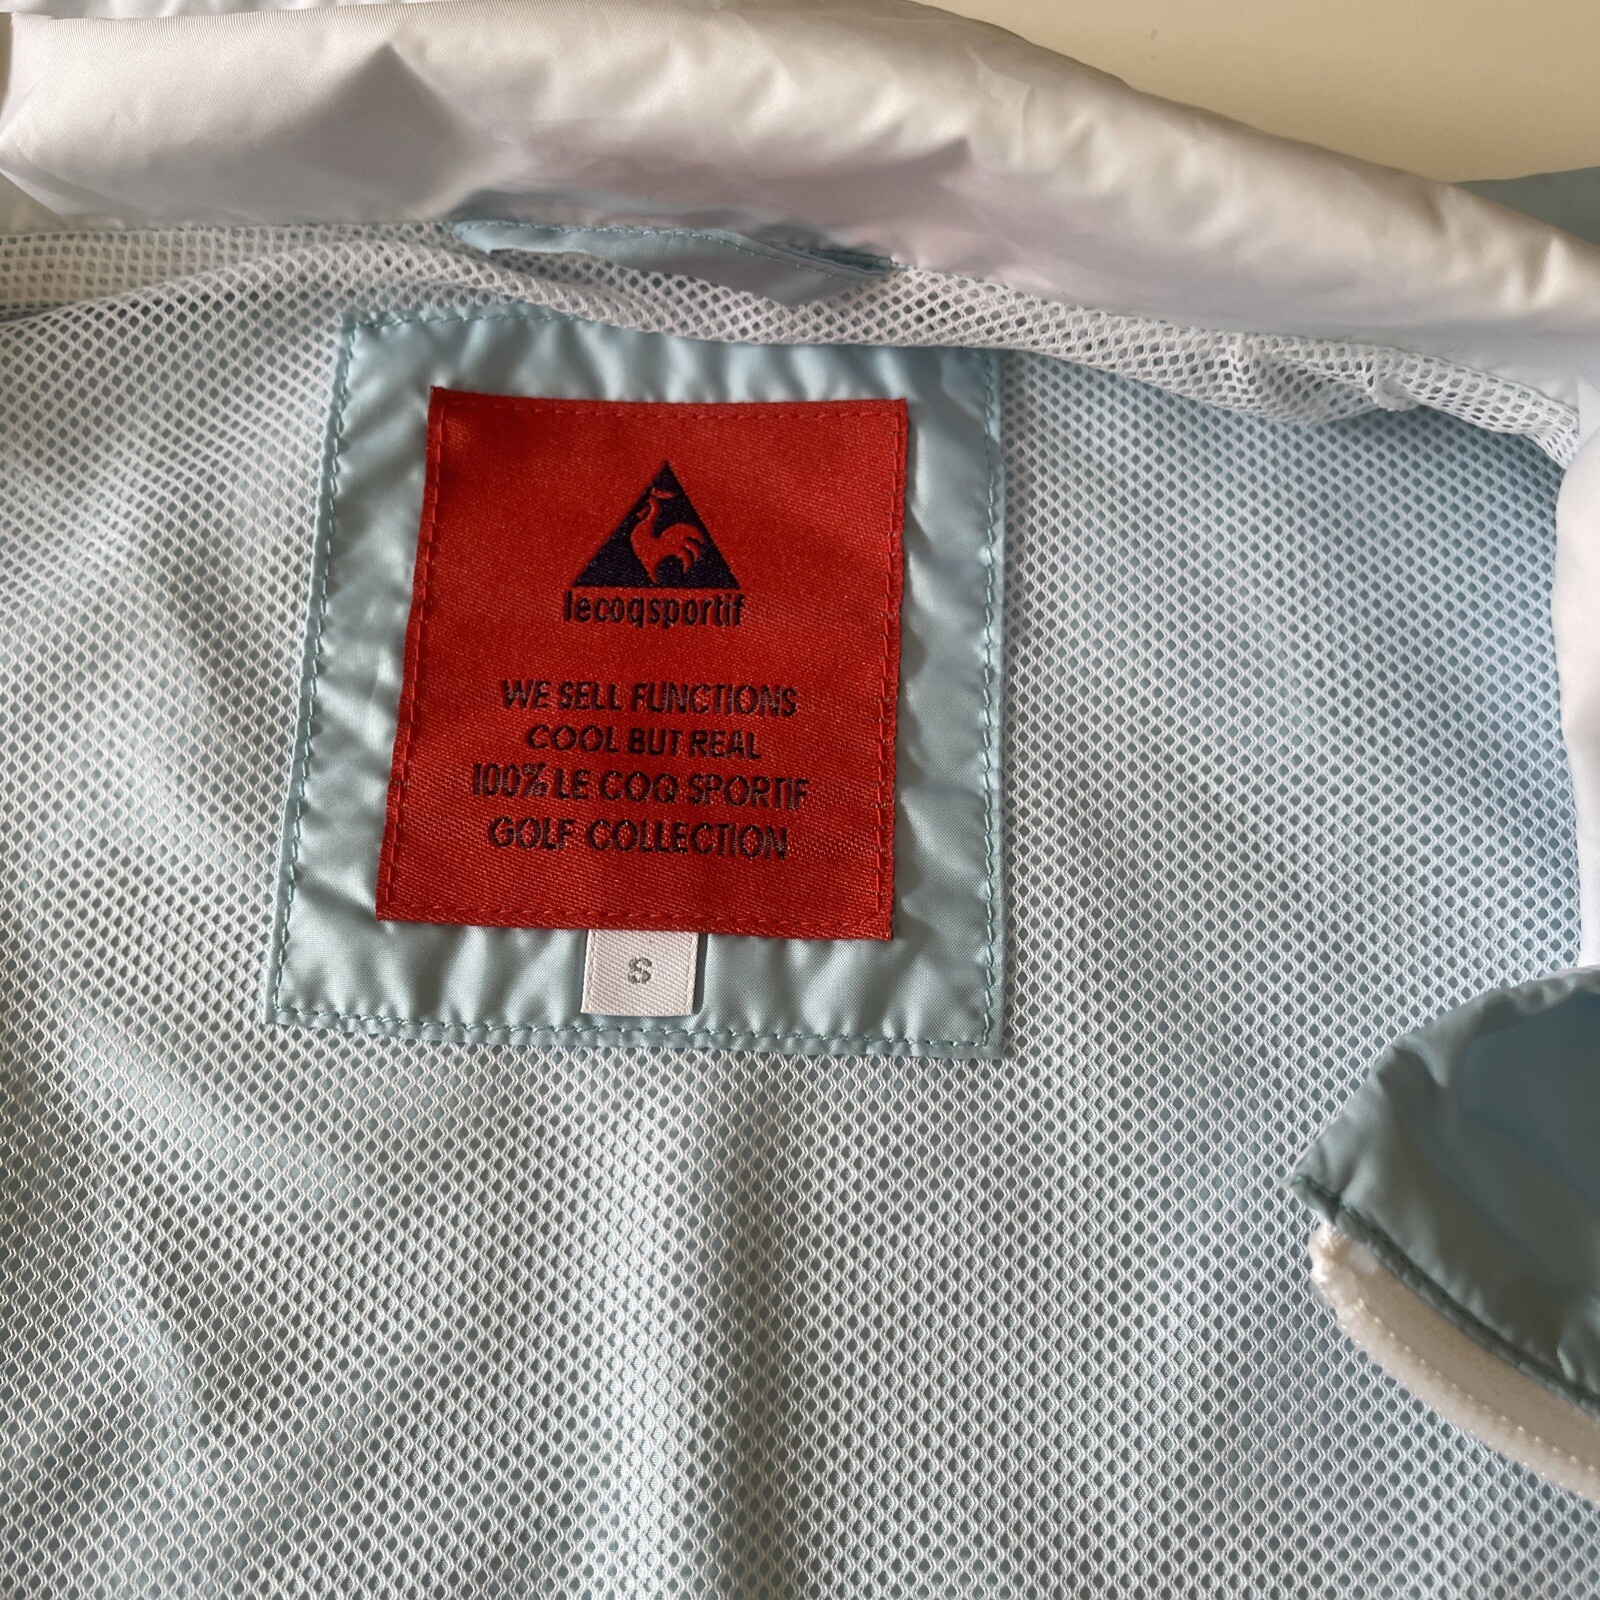 lecoqsportif
WE SELL FUNCTIONS
COOL BUT REAL
100% LE COQ SPORTIF
GOLF COLLECTION
S